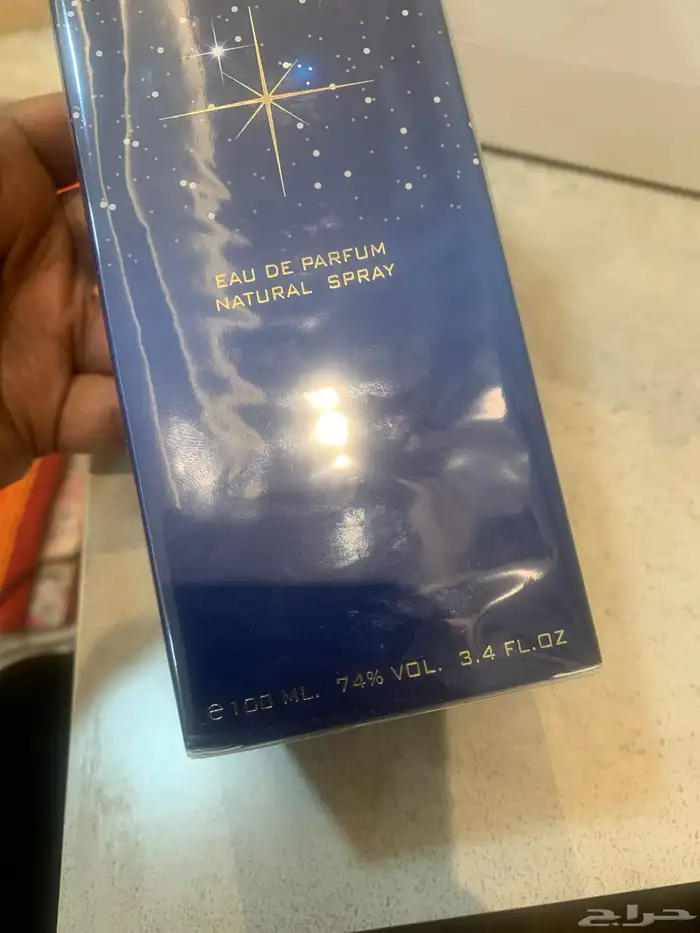 EAU DE PARFUM
NATURAL SPRAY
e 100 ML. 74% VOL. 3.4 FL.OZ
حراج